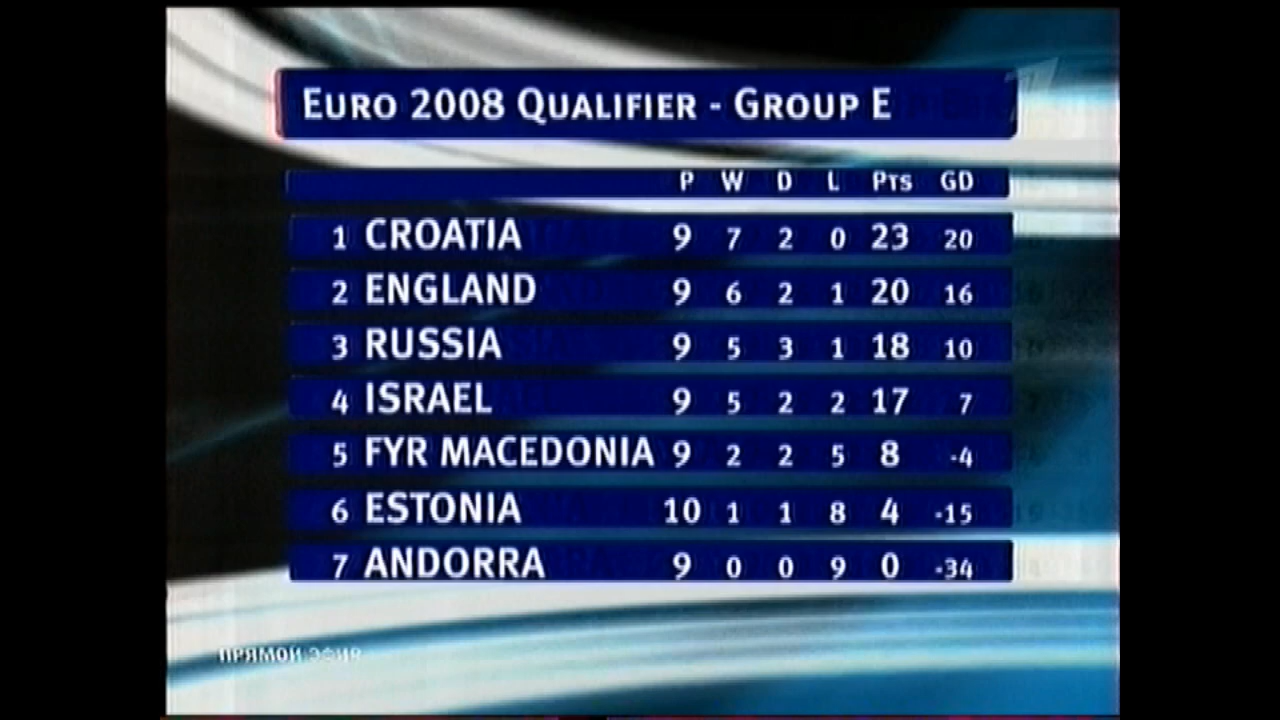 Euro 2008 Qualifier - Group E
P W D L Pts GD
1 CROATIA 9 7 2 0 23 20
2 ENGLAND 9 6 2 1 20 16
3 RUSSIA 9 5 3 1 18 10
4 ISRAEL 9 5 2 2 17 7
5 FYR MACEDONIA 9 2 2 5 8 -4
6 ESTONIA 10 1 1 8 4 -15
7 ANDORRA 9 0 0 9 0 -34
ПРЯМОЙ ЭФИР